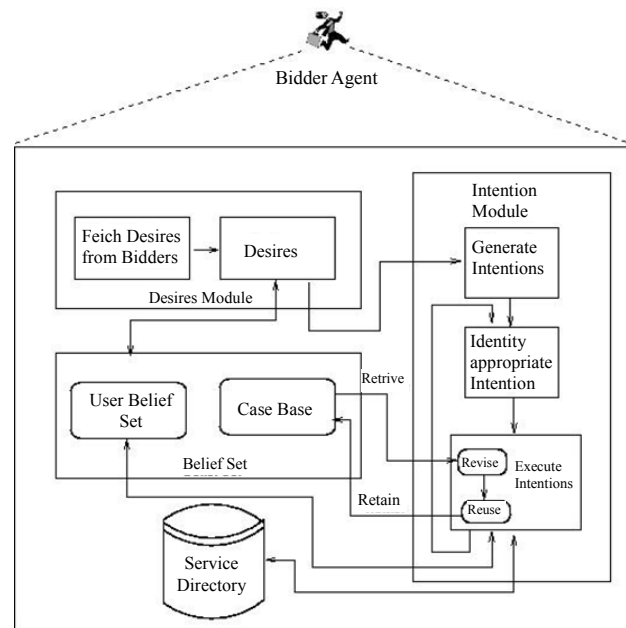 Bidder Agent
Feich Desires
from Bidders
Desires
Desires Module
Intention
Module
Generate
Intentions
Identity
appropriate
Intention
User Belief
Set
Case Base
Belief Set
Retrive
Retain
Revise
Reuse
Execute
Intentions
Service
Directory